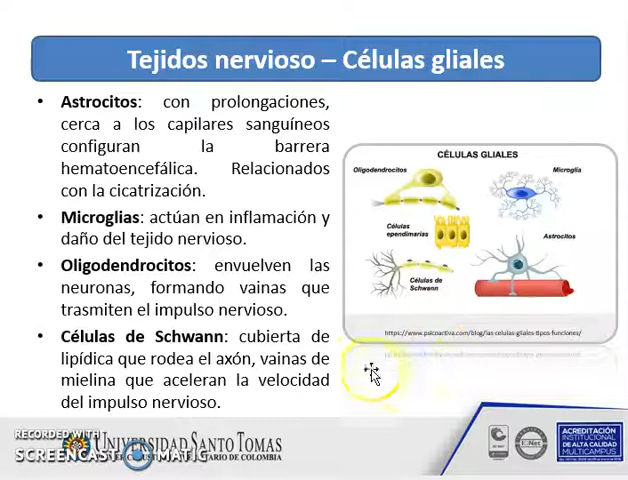 Tejidos nervioso – Células gliales
• Astrocitos: con prolongaciones,
cerca a los capilares sanguíneos
configuran la barrera
hematoencefálica. Relacionados
con la cicatrización.
• Microglias: actúan en inflamación y
daño del tejido nervioso.
• Oligodendrocitos: envuelven las
neuronas, formando vainas que
trasmiten el impulso nervioso.
• Células de Schwann: cubierta de
lipídica que rodea el axón, vainas de
mielina que aceleran la velocidad
del impulso nervioso.
CÉLULAS GLIALES
Oligodendrocitos
Microglía
Células
ependimarias
Astrocitos
Células de
Schwann
https://www.psicoactiva.com/blog/las-celulas-gliales-tipos-funciones/
RECORDED WITH
SCREENCAST MATIC
UNIVERSIDAD SANTO TOMAS
DE COLOMBIA
ACREDITACIÓN
INSTITUCIONAL
DE ALTA CALIDAD
MULTICAMPUS